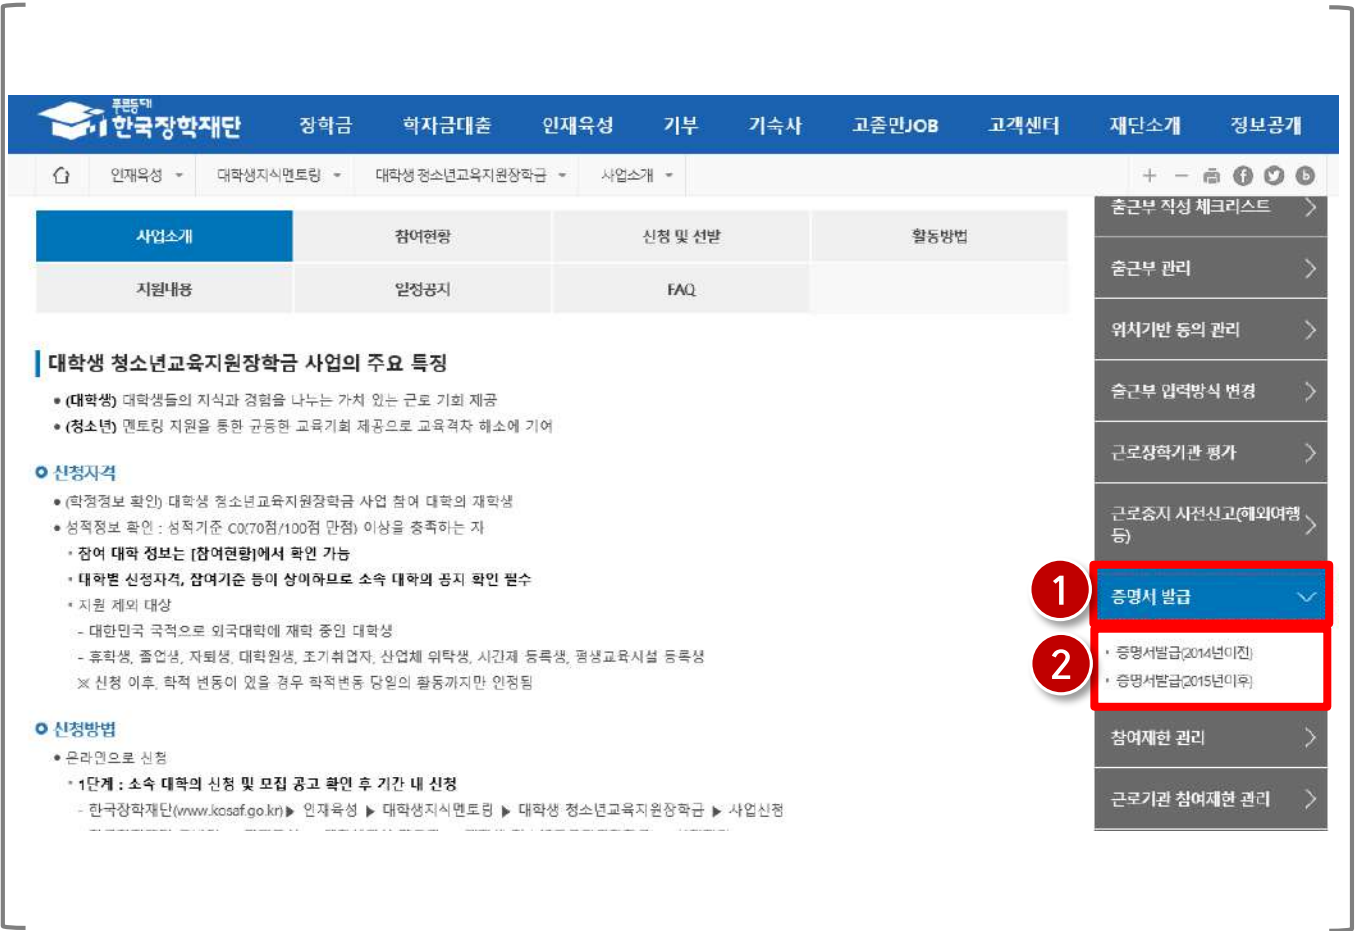 푸른등대
한국장학재단
장학금 학자금대출 인재육성 기부 기숙사 고졸만JOB 고객센터 재단소개 정보공개
인재육성 대학생지식멘토링 대학생 청소년교육지원장학금 사업소개
사업소개 참여현황 신청 및 선발 활동방법
지원내용 일정공지 FAQ
대학생 청소년교육지원장학금 사업의 주요 특징
• (대학생) 대학생들의 지식과 경험을 나누는 가치 있는 근로 기회 제공
• (청소년) 멘토링 지원을 통한 균등한 교육기회 제공으로 교육격차 해소에 기여
신청자격
• (학적정보 확인) 대학생 청소년교육지원장학금 사업 참여 대학의 재학생
• 성적정보 확인 : 성적기준 C0(70점/100점 만점) 이상을 충족하는 자
• 참여 대학 정보는 [참여현황]에서 확인 가능
• 대학별 신청자격, 참여기준 등이 상이하므로 소속 대학의 공지 확인 필수
• 지원 제외 대상
- 대한민국 국적으로 외국대학에 재학 중인 대학생
- 휴학생, 졸업생, 자퇴생, 대학원생, 조기취업자, 산업체 위탁생, 시간제 등록생, 평생교육시설 등록생
※ 신청 이후, 학적 변동이 있을 경우 학적변동 당일의 활동까지만 인정됨
신청방법
• 온라인으로 신청
• 1단계 : 소속 대학의 신청 및 모집 공고 확인 후 기간 내 신청
- 한국장학재단(www.kosaf.go.kr)▶ 인재육성 ▶ 대학생지식멘토링 ▶ 대학생 청소년교육지원장학금 ▶ 사업신청
출근부 작성 체크리스트
출근부 관리
위치기반 동의 관리
출근부 입력방식 변경
근로장학기관 평가
근로중지 사전신고(해외여행
등)
1
증명서 발급
2
• 증명서발급(2014년이전)
• 증명서발급(2015년이후)
참여제한 관리
근로기관 참여제한 관리